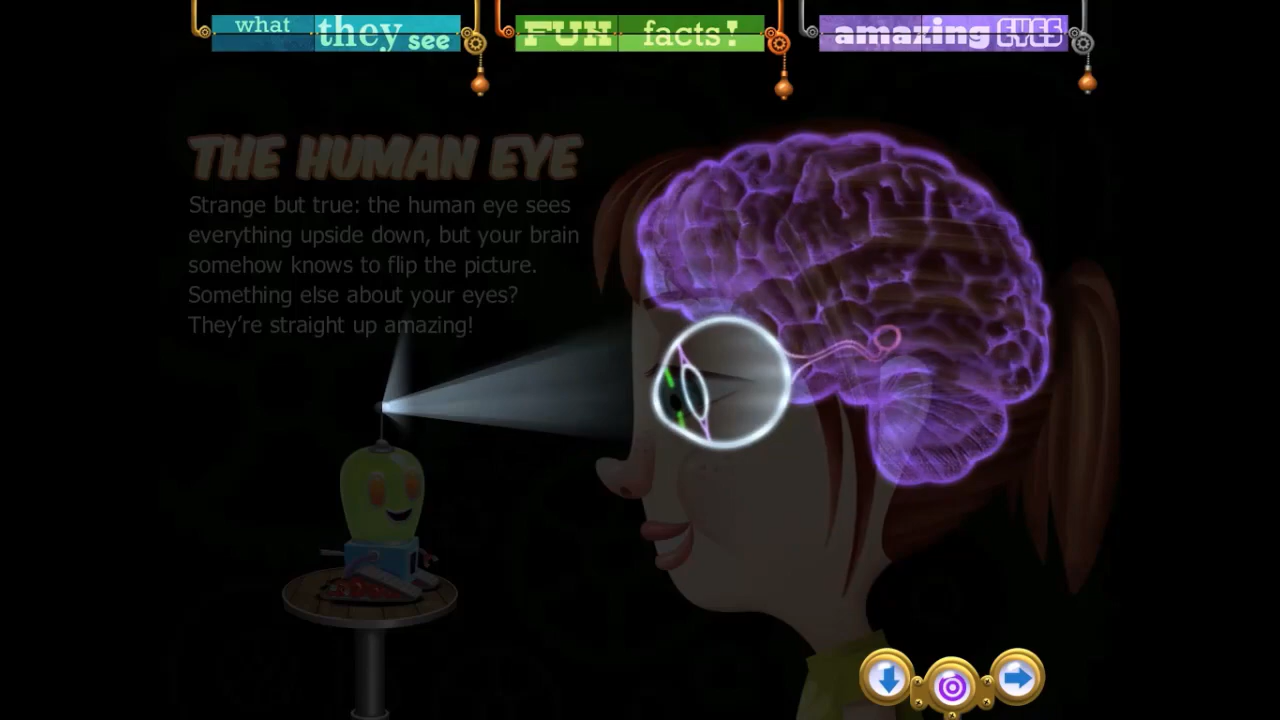 what they see
FUN facts!
amazing EYES
THE HUMAN EYE
Strange but true: the human eye sees
everything upside down, but your brain
somehow knows to flip the picture.
Something else about your eyes?
They’re straight up amazing!